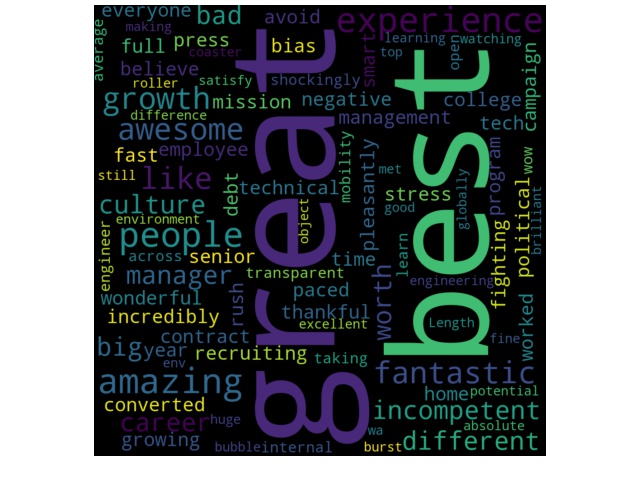 everyone
bad
avoid
experience
making
average
full
press
bias
smart
learning
open
watching
coaster
top
believe
shockingly
roller
satisfy
growth
mission
negative
college
campaign
difference
management
tech
awesome
fast
employee
mobility
pleasantly
program
wow
still
like
debt
technical
met
stress
political
culture
object
good
globally
brilliant
environment
great
best
engineer
people
across
senior
time
learn
fighting
manager
transparent
engineering
wonderful
rush
paced
worth
worked
incredibly
thankful
excellent
Length
contract
fine
big
year
recruiting
taking
env
fantastic
amazing
home
potential
converted
incompetent
career
huge
absolute
wa
growing
bubble
internal
burst
different